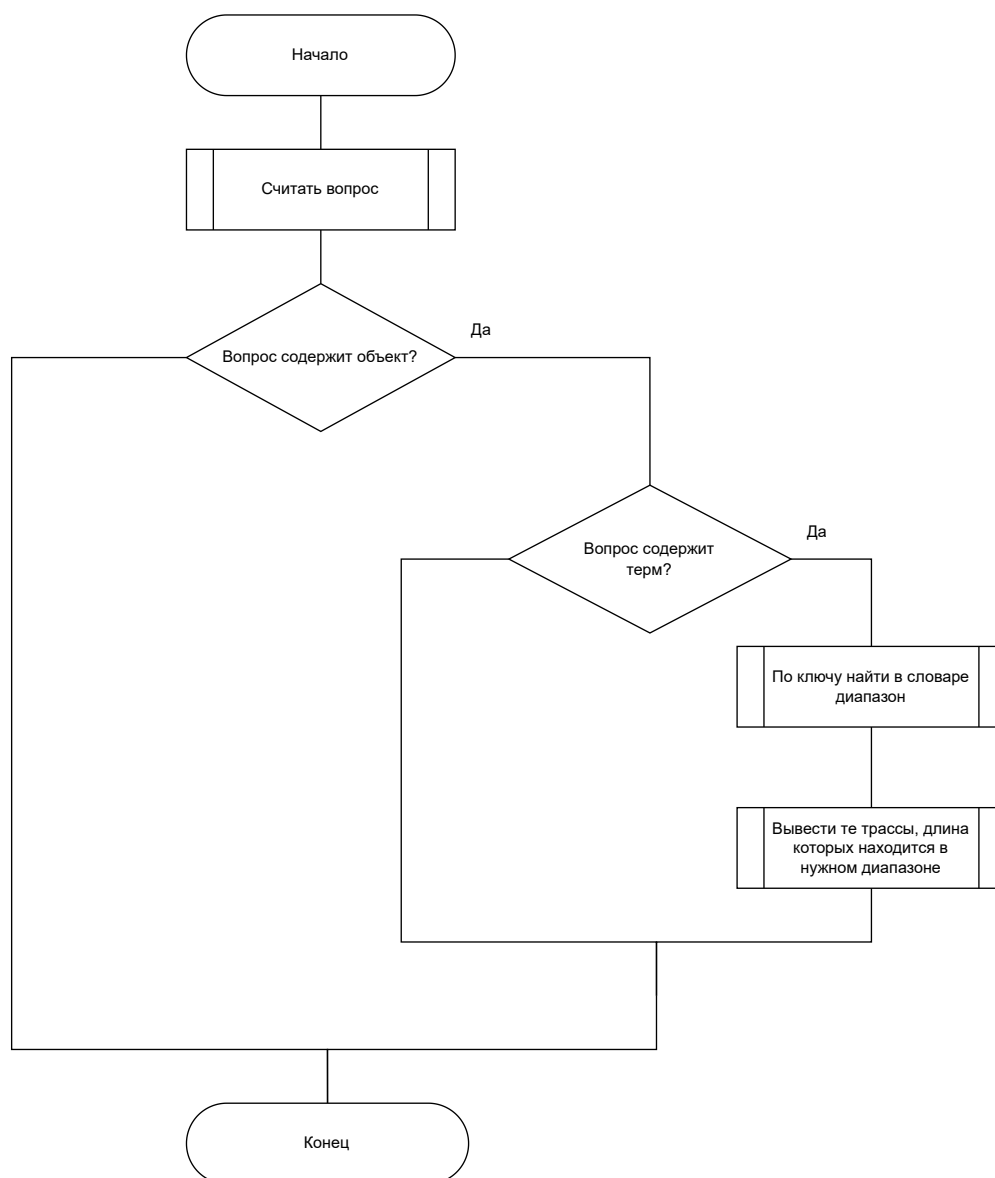 Начало
Считать вопрос
Да
Вопрос содержит объект?
Да
Вопрос содержит
терм?
По ключу найти в словаре
диапазон
Вывести те трассы, длина
которых находится в
нужном диапазоне
Конец